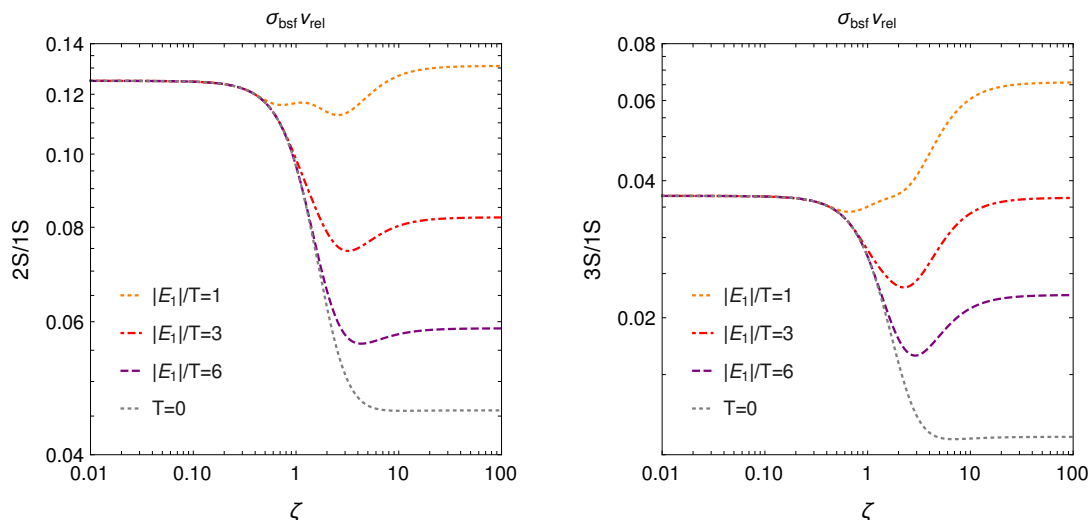 σbsf vrel
0.14
0.12
0.10
0.08
0.06
0.04
2S/1S
|E1|/T=1
|E1|/T=3
|E1|/T=6
T=0
0.01
0.10
1
10
100
ζ
σbsf vrel
0.08
0.06
0.04
0.02
3S/1S
|E1|/T=1
|E1|/T=3
|E1|/T=6
T=0
0.01
0.10
1
10
100
ζ